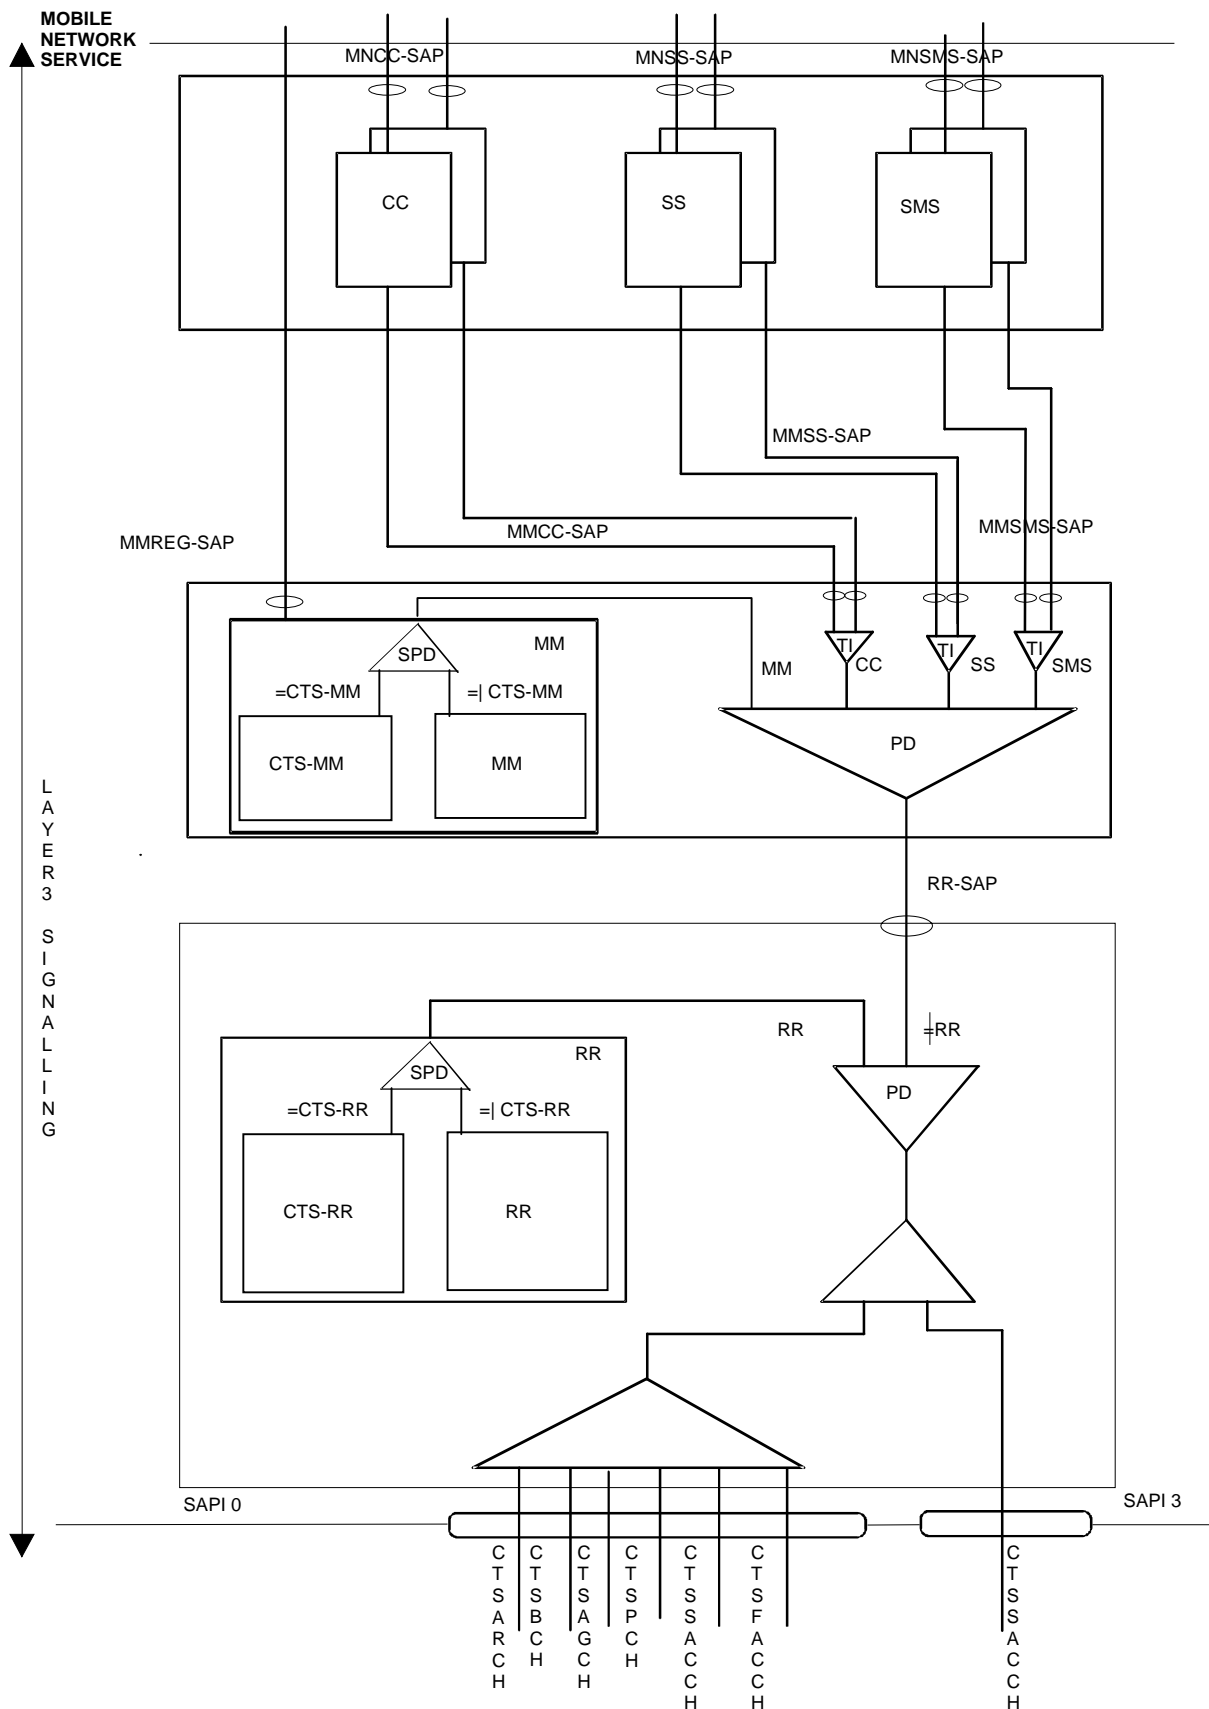 MOBILE
NETWORK
SERVICE
MNCC-SAP
MNSS-SAP
MNSMS-SAP
CC
SS
SMS
MMSS-SAP
MMCC-SAP
MMSMS-SAP
MMREG-SAP
TI
TI
TI
SPD
MM
MM
CC
SS
SMS
=CTS-MM
=| CTS-MM
PD
CTS-MM
MM
LAYER3 SIGNALLING
RR-SAP
RR
=|RR
RR
SPD
PD
=CTS-RR
=| CTS-RR
CTS-RR
RR
SAPI 0
SAPI 3
CTSARCH
CTSBCH
CTSAGCH
CTSPCH
CTSSACCH
CTSFACCH
CTSSACCH